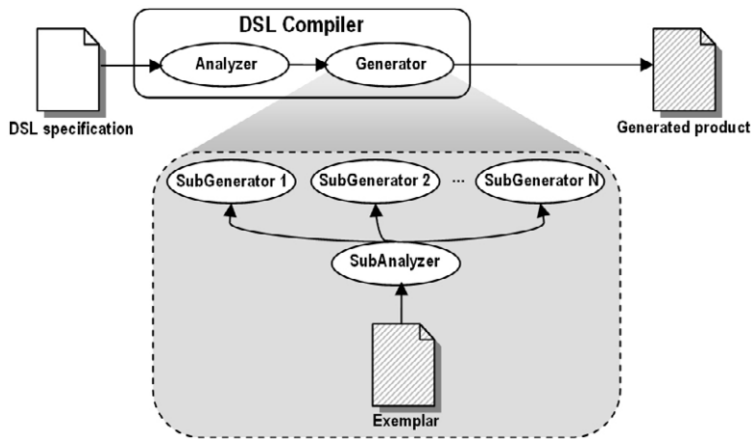 DSL Compiler
Analyzer
Generator
DSL specification
Generated product
SubGenerator 1
SubGenerator 2
...
SubGenerator N
SubAnalyzer
Exemplar